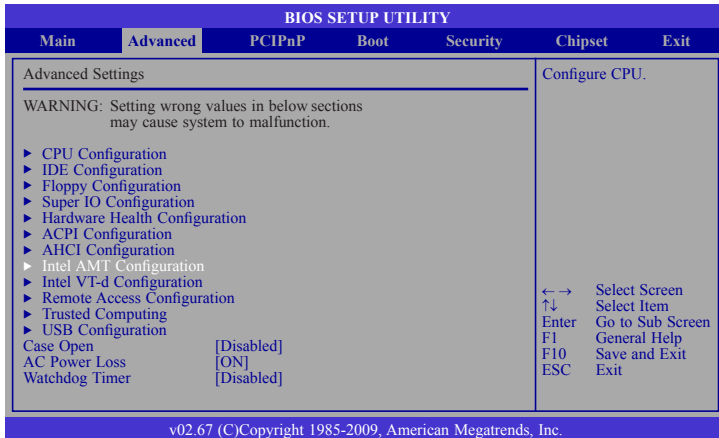 BIOS SETUP UTILITY
Main Advanced PCIPnP Boot Security Chipset Exit
Advanced Settings
WARNING: Setting wrong values in below sections
may cause system to malfunction.
► CPU Configuration
► IDE Configuration
► Floppy Configuration
► Super IO Configuration
► Hardware Health Configuration
► ACPI Configuration
► AHCI Configuration
► Intel AMT Configuration
► Intel VT-d Configuration
► Remote Access Configuration
► Trusted Computing
► USB Configuration
Case Open [Disabled]
AC Power Loss [ON]
Watchdog Timer [Disabled]
Configure CPU.
←→ Select Screen
↑↓ Select Item
Enter Go to Sub Screen
F1 General Help
F10 Save and Exit
ESC Exit
v02.67 (C)Copyright 1985-2009, American Megatrends, Inc.